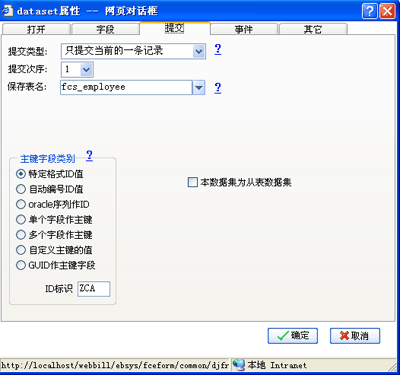 dataset属性 -- 网页对话框
打开 字段 提交 事件 其它
提交类型: 只提交当前的一条记录 ?
提交次序: 1
保存表名: fcs_employee ?
主键字段类别 ?
特定格式ID值
自动编号ID值
oracle序列作ID
单个字段作主键
多个字段作主键
自定义主键的值
GUID作主键字段
ID标识 ZCA
本数据集为从表数据集
确定 取消
http://localhost/webbill/ebsys/fceform/common/djfr 本地 Intranet